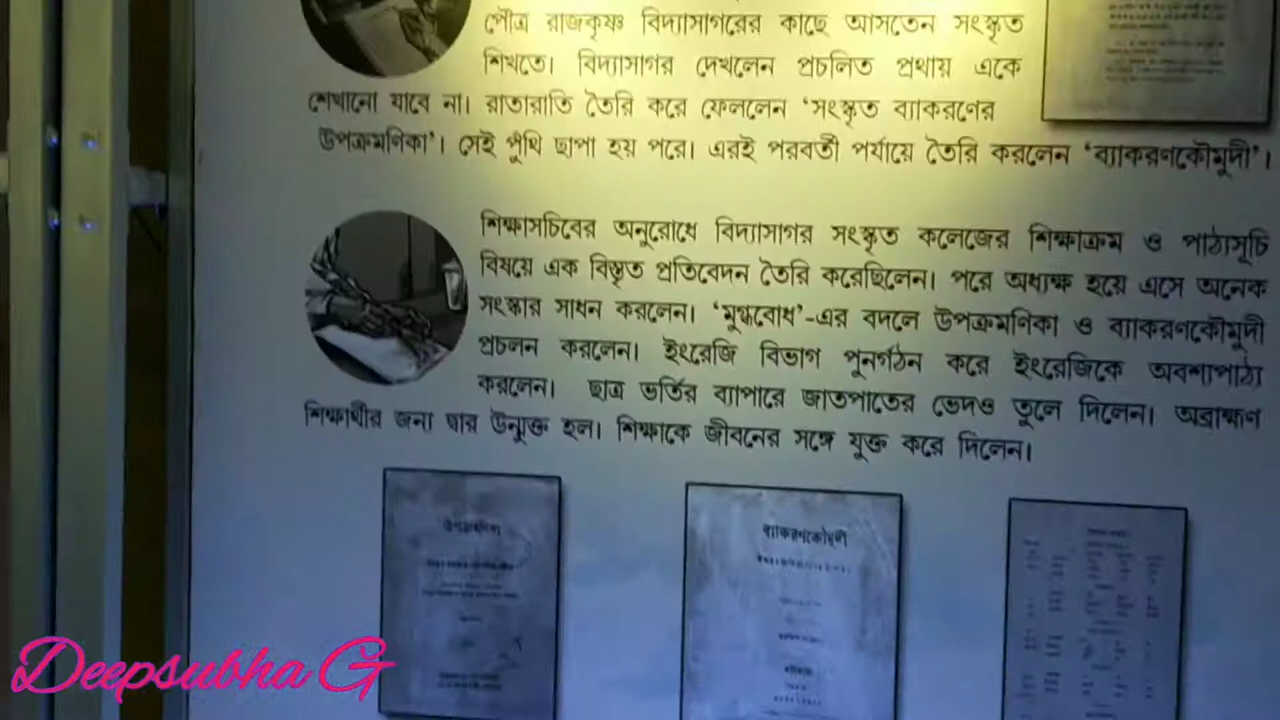 পৌত্র রাজকৃষ্ণ বিদ্যাসাগরের কাছে আসতেন সংস্কৃত
শিখতে। বিদ্যাসাগর দেখলেন প্রচলিত প্রথায় একে
শেখানো যাবে না। রাতারাতি তৈরি করে ফেললেন ‘সংস্কৃত ব্যাকরণের
উপক্রমণিকা’। সেই পুঁথি ছাপা হয় পরে। এরই পরবর্তী পর্যায়ে তৈরি করলেন ‘ব্যাকরণকৌমুদী’।
শিক্ষাসচিবের অনুরোধে বিদ্যাসাগর সংস্কৃত কলেজের শিক্ষাক্রম ও পাঠ্যসূচি
বিষয়ে এক বিস্তৃত প্রতিবেদন তৈরি করেছিলেন। পরে অধ্যক্ষ হয়ে এসে অনেক
সংস্কার সাধন করলেন। ‘মুগ্ধবোধ’-এর বদলে উপক্রমণিকা ও ব্যাকরণকৌমুদী
প্রচলন করলেন। ইংরেজি বিভাগ পুনর্গঠন করে ইংরেজিকে অবশ্যপাঠ্য
করলেন। ছাত্র ভর্তির ব্যাপারে জাতপাতের ভেদও তুলে দিলেন। অব্রাহ্মণ
শিক্ষার্থীর জন্য দ্বার উন্মুক্ত হল। শিক্ষাকে জীবনের সঙ্গে যুক্ত করে দিলেন।
উপক্রমণিকা
ব্যাকরণকৌমুদী
Deepsubha G